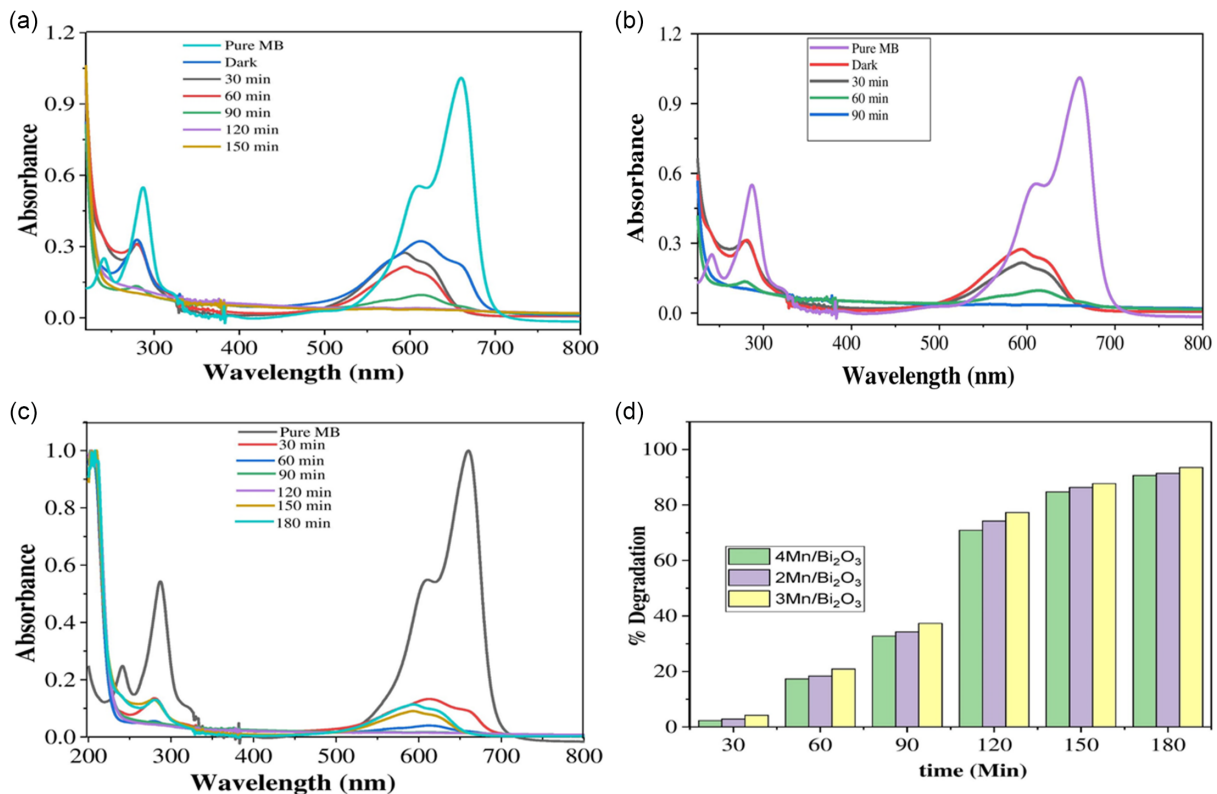 (a)
1.2
0.9
0.6
0.3
0.0
Absorbance
Pure MB
Dark
30 min
60 min
90 min
120 min
150 min
300 400 500 600 700 800
Wavelength (nm)
(b)
1.2
0.9
0.6
0.3
0.0
Absorbance
Pure MB
Dark
30 min
60 min
90 min
300 400 500 600 700 800
Wavelength (nm)
(c)
1.0
0.8
0.6
0.4
0.2
0.0
Absorbance
Pure MB
30 min
60 min
90 min
120 min
150 min
180 min
200 300 400 500 600 700 800
Wavelength (nm)
(d)
100
80
60
40
20
0
% Degradation
4Mn/Bi₂O₃
2Mn/Bi₂O₃
3Mn/Bi₂O₃
30 60 90 120 150 180
time (Min)